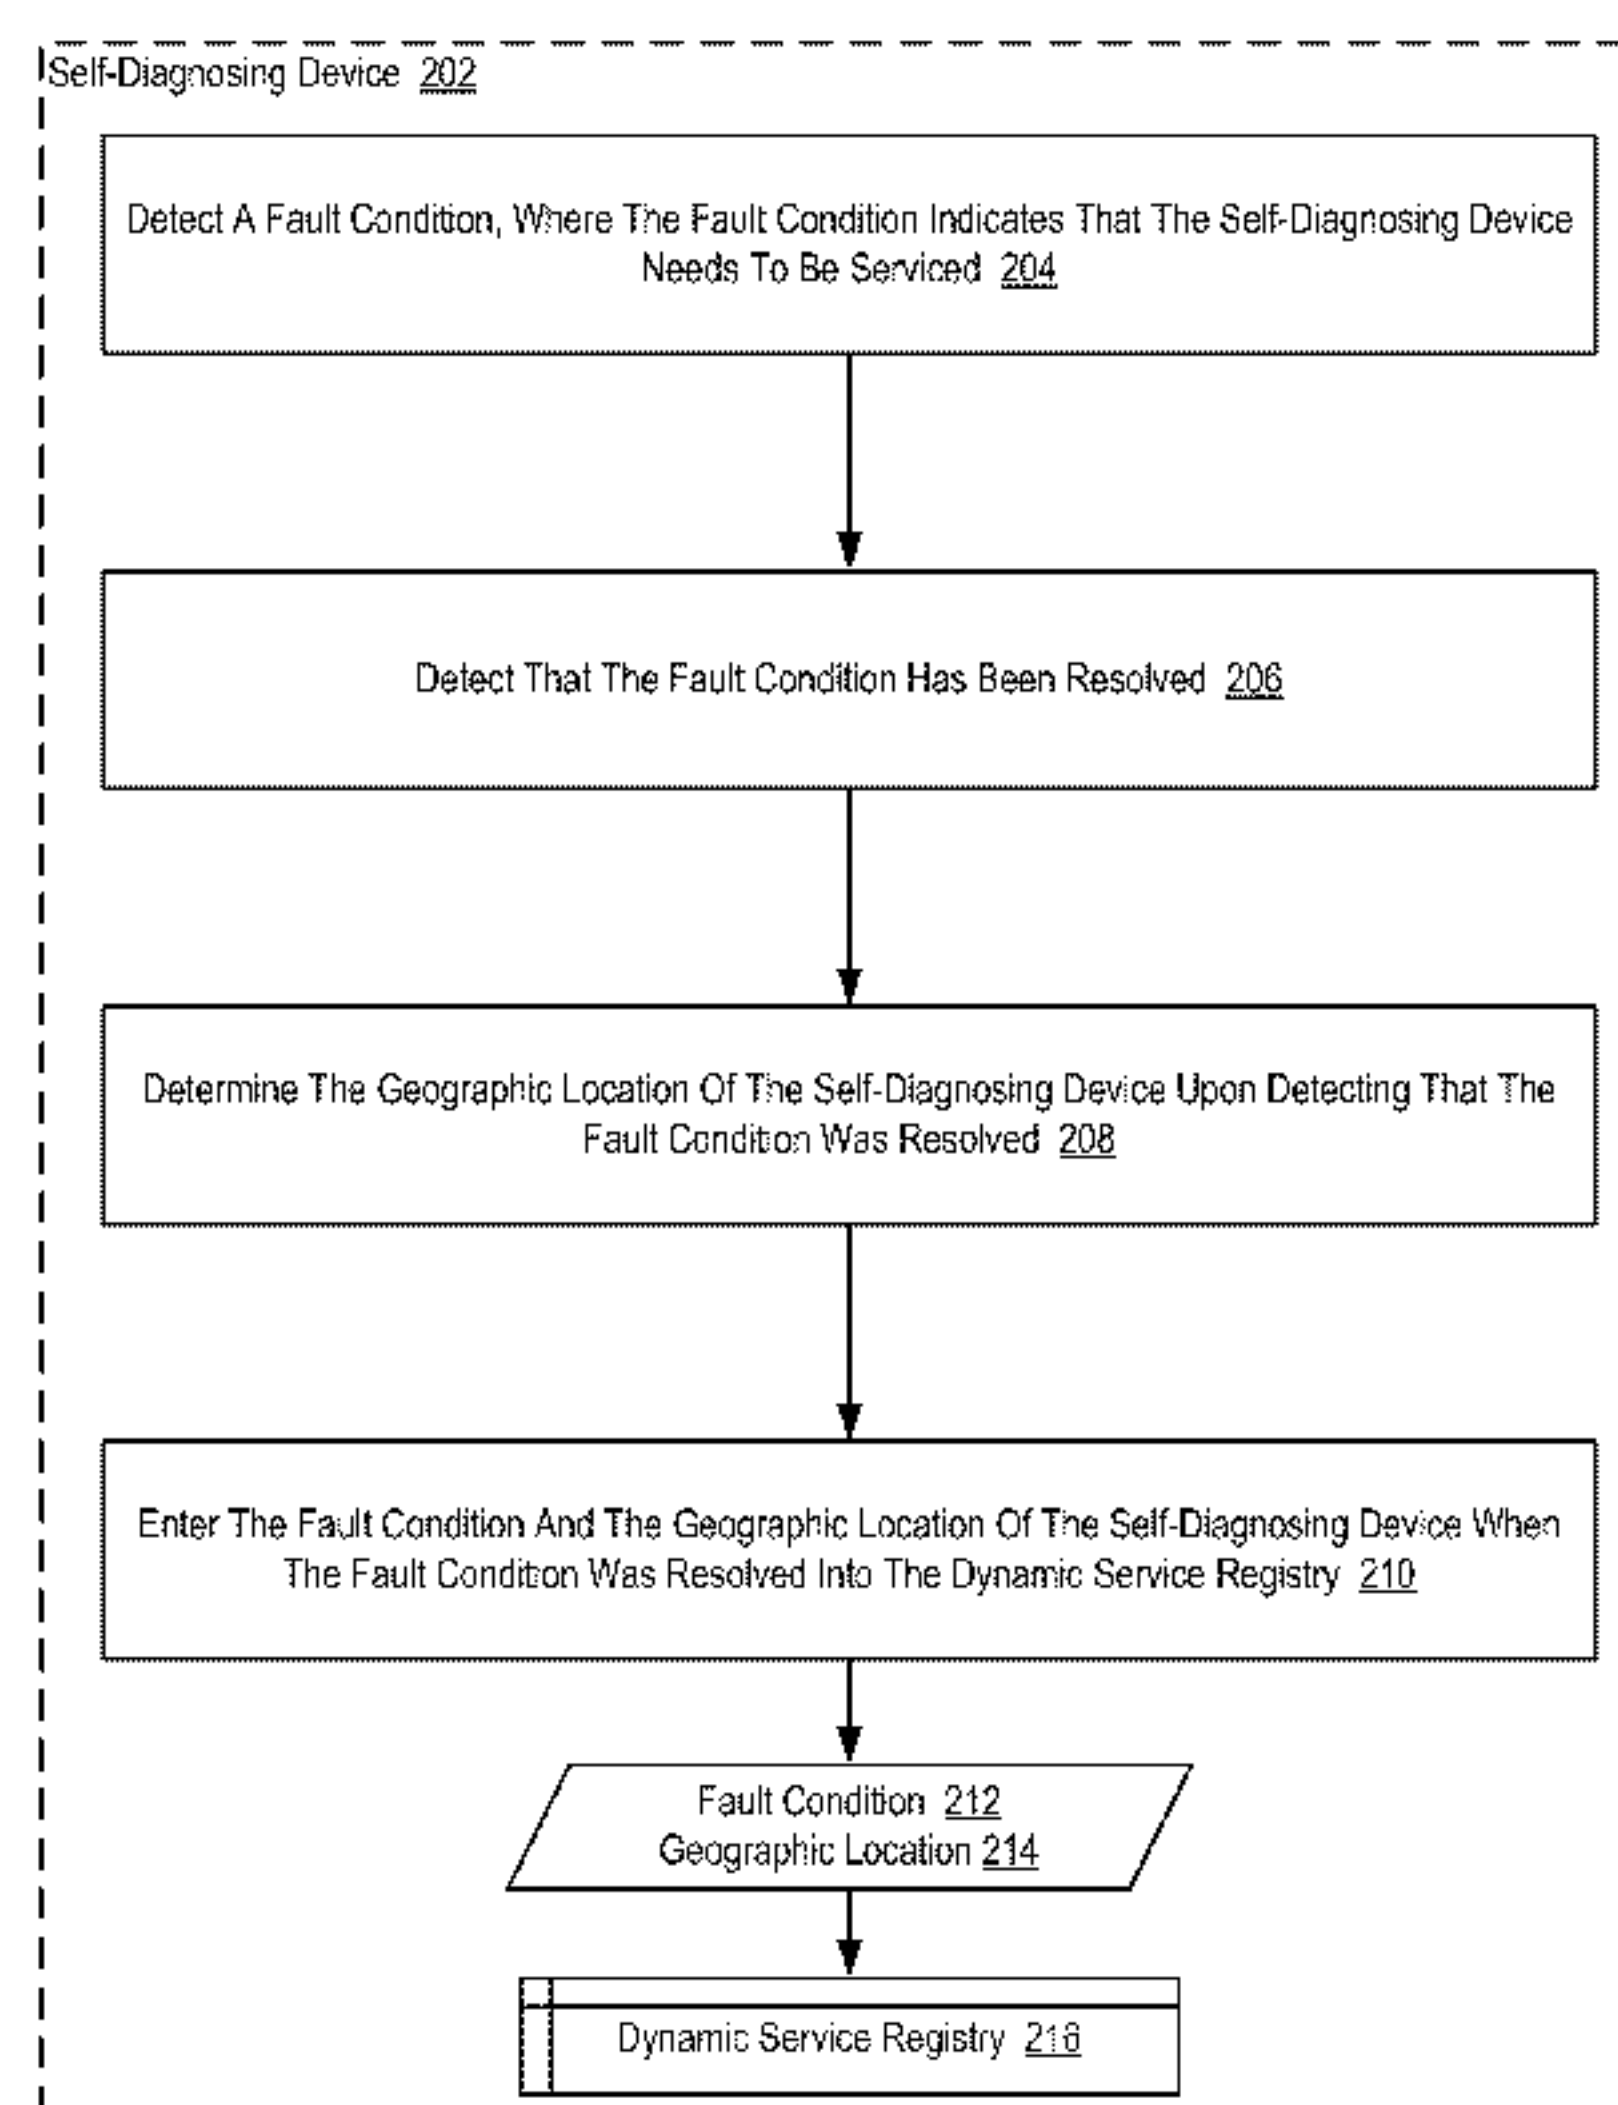 Self-Diagnosing Device 202
Detect A Fault Condition, Where The Fault Condition Indicates That The Self-Diagnosing Device
Needs To Be Serviced 204
Detect That The Fault Condition Has Been Resolved 206
Determine The Geographic Location Of The Self-Diagnosing Device Upon Detecting That The
Fault Condition Was Resolved 208
Enter The Fault Condition And The Geographic Location Of The Self-Diagnosing Device When
The Fault Condition Was Resolved Into The Dynamic Service Registry 210
Fault Condition 212
Geographic Location 214
Dynamic Service Registry 216